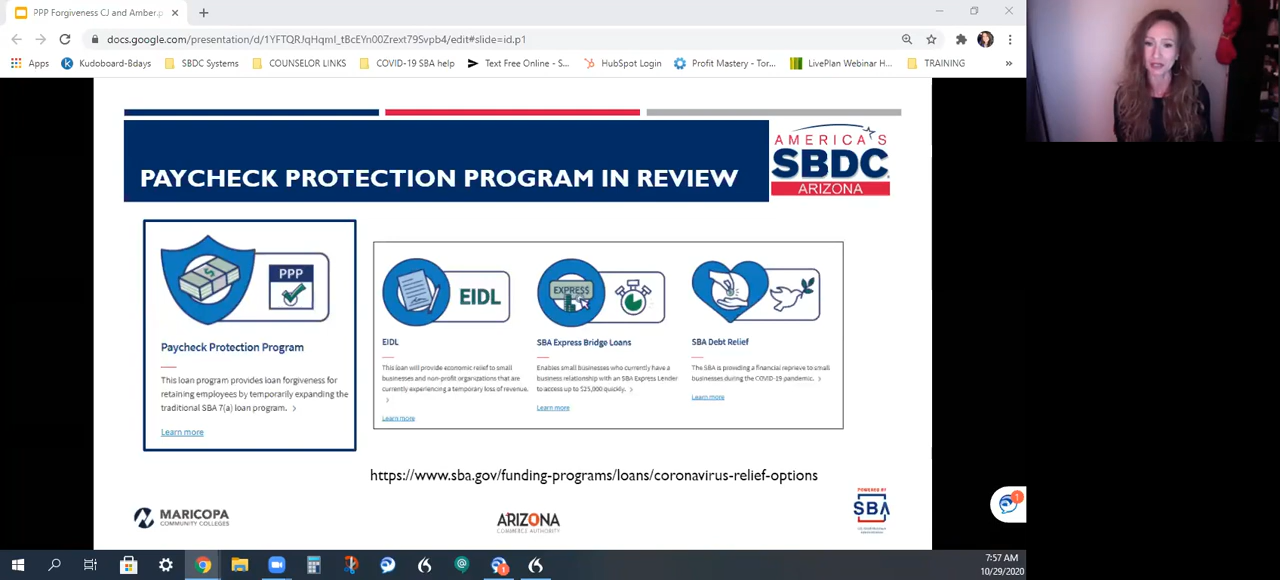 PPP Forgiveness CJ and Amber.p
docs.google.com/presentation/d/1YFTQRJqHqmI_tBcEYn00Zrext79Svpb4/edit#slide=id.p1
Apps Kudoboard-8days SBDC Systems COUNSELOR LINKS COVID-19 SBA help Text Free Online - S... HubSpot Login Profit Mastery - Tor... LivePlan Webinar H... TRAINING »
PAYCHECK PROTECTION PROGRAM IN REVIEW
AMERICA'S
SBDC
ARIZONA
PPP
Paycheck Protection Program
This loan program provides loan forgiveness for
retaining employees by temporarily expanding the
traditional SBA 7(a) loan program. >
Learn more
EIDL
EIDL
This loan will provide economic relief to small
businesses and non-profit organizations that are
currently experiencing a temporary loss of revenue.
>
Learn more
EXPRESS
SBA Express Bridge Loans
Enables small businesses who currently have a
business relationship with an SBA Express Lender
to access up to $25,000 quickly. >
Learn more
SBA Debt Relief
The SBA is providing a financial reprieve to small
businesses during the COVID-19 pandemic. >
Learn more
https://www.sba.gov/funding-programs/loans/coronavirus-relief-options
MARICOPA
COMMUNITY COLLEGES
ARIZONA
COMMERCE AUTHORITY
POWERED BY
SBA
1
7:57 AM
10/29/2020